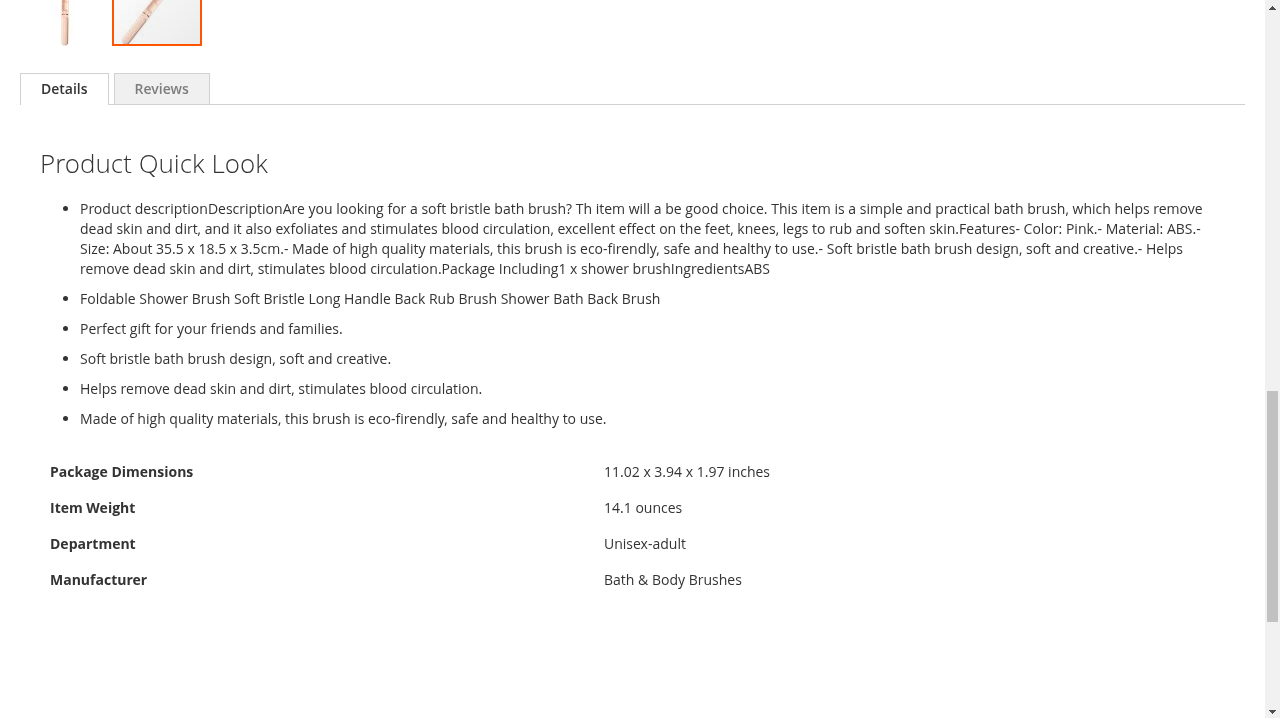 Details
Reviews
Product Quick Look
Product descriptionDescriptionAre you looking for a soft bristle bath brush? Th item will a be good choice. This item is a simple and practical bath brush, which helps remove
dead skin and dirt, and it also exfoliates and stimulates blood circulation, excellent effect on the feet, knees, legs to rub and soften skin.Features- Color: Pink.- Material: ABS.-
Size: About 35.5 x 18.5 x 3.5cm.- Made of high quality materials, this brush is eco-firendly, safe and healthy to use.- Soft bristle bath brush design, soft and creative.- Helps
remove dead skin and dirt, stimulates blood circulation.Package Including1 x shower brushIngredientsABS
Foldable Shower Brush Soft Bristle Long Handle Back Rub Brush Shower Bath Back Brush
Perfect gift for your friends and families.
Soft bristle bath brush design, soft and creative.
Helps remove dead skin and dirt, stimulates blood circulation.
Made of high quality materials, this brush is eco-firendly, safe and healthy to use.
Package Dimensions 11.02 x 3.94 x 1.97 inches
Item Weight 14.1 ounces
Department Unisex-adult
Manufacturer Bath & Body Brushes